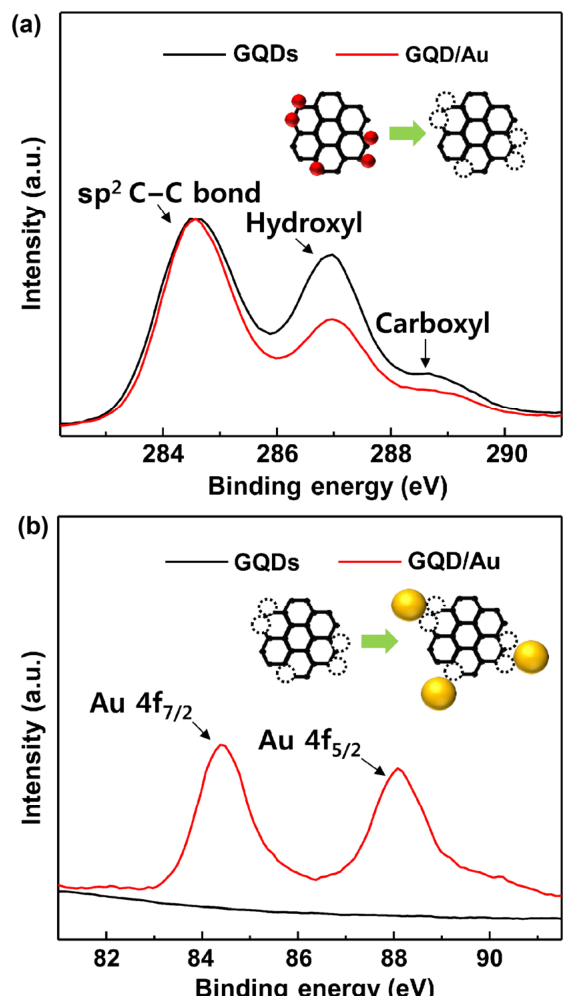 (a)
GQDs GQD/Au
sp² C–C bond
Hydroxyl
Carboxyl
Intensity (a.u.)
284 286 288 290
Binding energy (eV)
(b)
GQDs GQD/Au
Au 4f₇/₂
Au 4f₅/₂
Intensity (a.u.)
82 84 86 88 90
Binding energy (eV)